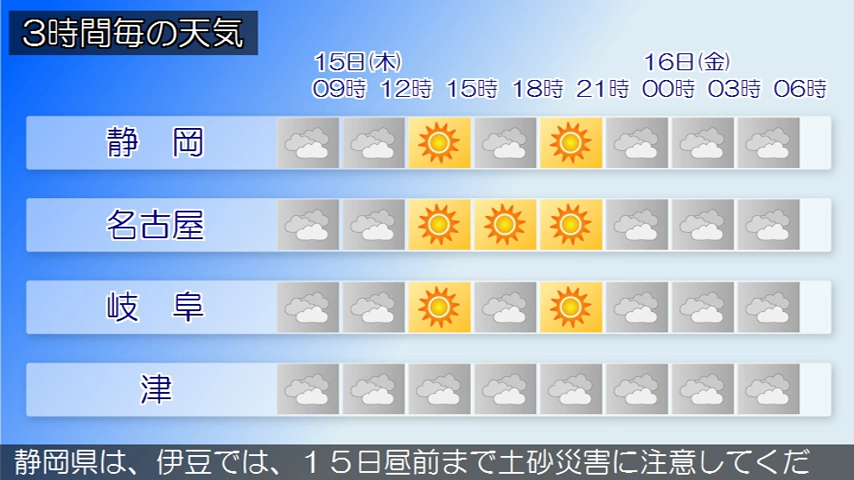 3時間毎の天気
15日(木) 16日(金)
09時 12時 15時 18時 21時 00時 03時 06時
静　岡
名古屋
岐　阜
津
静岡県は、伊豆では、１５日昼前まで土砂災害に注意してくだ